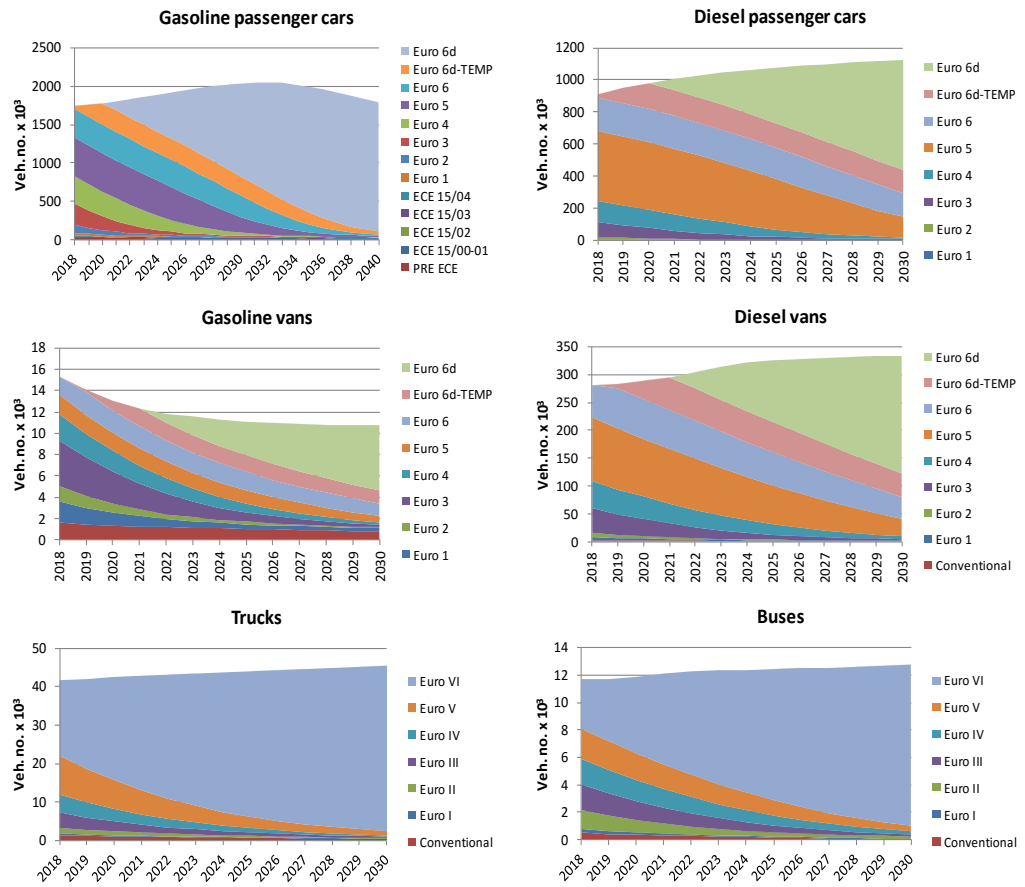 Gasoline passenger cars
Veh. no. x 10³
2500
2000
1500
1000
500
0
2018
2020
2022
2024
2026
2028
2030
2032
2034
2036
2038
2040
Euro 6d
Euro 6d-TEMP
Euro 6
Euro 5
Euro 4
Euro 3
Euro 2
Euro 1
ECE 15/04
ECE 15/03
ECE 15/02
ECE 15/00-01
PRE ECE
Diesel passenger cars
Veh. no. x 10³
1200
1000
800
600
400
200
0
2018
2019
2020
2021
2022
2023
2024
2025
2026
2027
2028
2029
2030
Euro 6d
Euro 6d-TEMP
Euro 6
Euro 5
Euro 4
Euro 3
Euro 2
Euro 1
Gasoline vans
Veh. no. x 10³
18
16
14
12
10
8
6
4
2
0
2018
2019
2020
2021
2022
2023
2024
2025
2026
2027
2028
2029
2030
Euro 6d
Euro 6d-TEMP
Euro 6
Euro 5
Euro 4
Euro 3
Euro 2
Euro 1
Diesel vans
Veh. no. x 10³
350
300
250
200
150
100
50
0
2018
2019
2020
2021
2022
2023
2024
2025
2026
2027
2028
2029
2030
Euro 6d
Euro 6d-TEMP
Euro 6
Euro 5
Euro 4
Euro 3
Euro 2
Euro 1
Conventional
Trucks
Veh. no. x 10³
50
40
30
20
10
0
2018
2019
2020
2021
2022
2023
2024
2025
2026
2027
2028
2029
2030
Euro VI
Euro V
Euro IV
Euro III
Euro II
Euro I
Conventional
Buses
Veh. no. x 10³
14
12
10
8
6
4
2
0
2018
2019
2020
2021
2022
2023
2024
2025
2026
2027
2028
2029
2030
Euro VI
Euro V
Euro IV
Euro III
Euro II
Euro I
Conventional